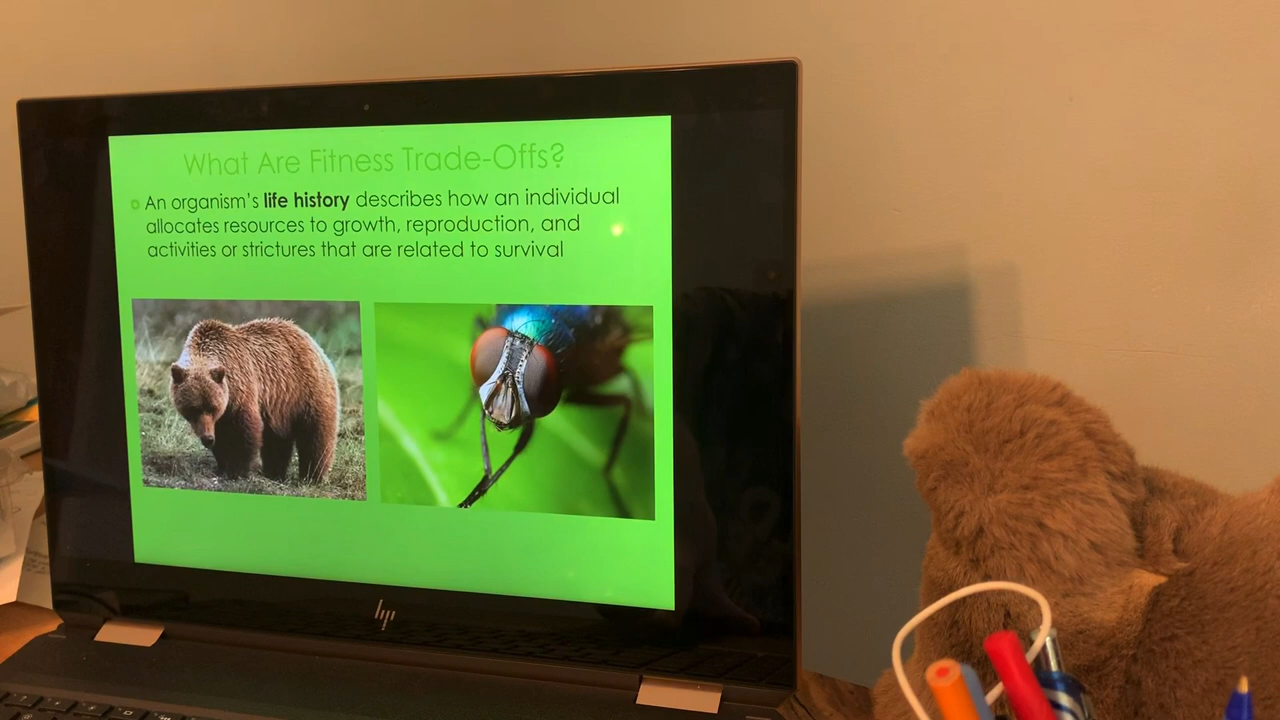 What Are Fitness Trade-Offs?
An organism's life history describes how an individual
allocates resources to growth, reproduction, and
activities or strictures that are related to survival
hp